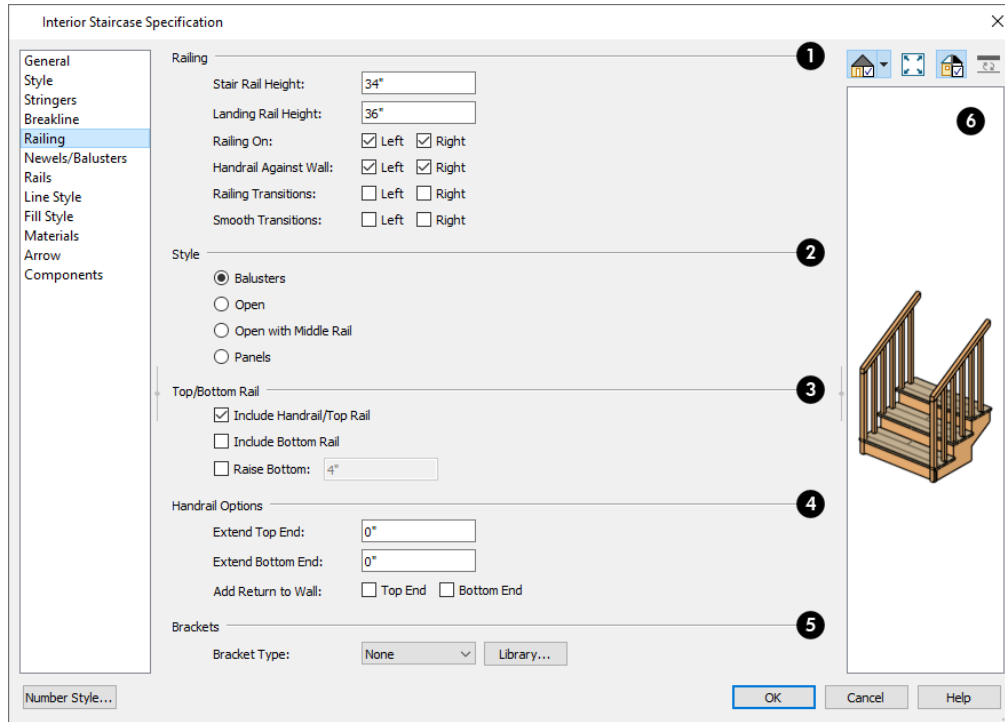 Interior Staircase Specification
General
Style
Stringers
Breakline
Railing
Newels/Balusters
Rails
Line Style
Fill Style
Materials
Arrow
Components
Railing 1
Stair Rail Height: 34"
Landing Rail Height: 36"
Railing On: Left Right
Handrail Against Wall: Left Right
Railing Transitions: Left Right
Smooth Transitions: Left Right
Style 2
Balusters
Open
Open with Middle Rail
Panels
Top/Bottom Rail 3
Include Handrail/Top Rail
Include Bottom Rail
Raise Bottom: 4"
Handrail Options 4
Extend Top End: 0"
Extend Bottom End: 0"
Add Return to Wall: Top End Bottom End
Brackets 5
Bracket Type: None Library...
6
Number Style... OK Cancel Help